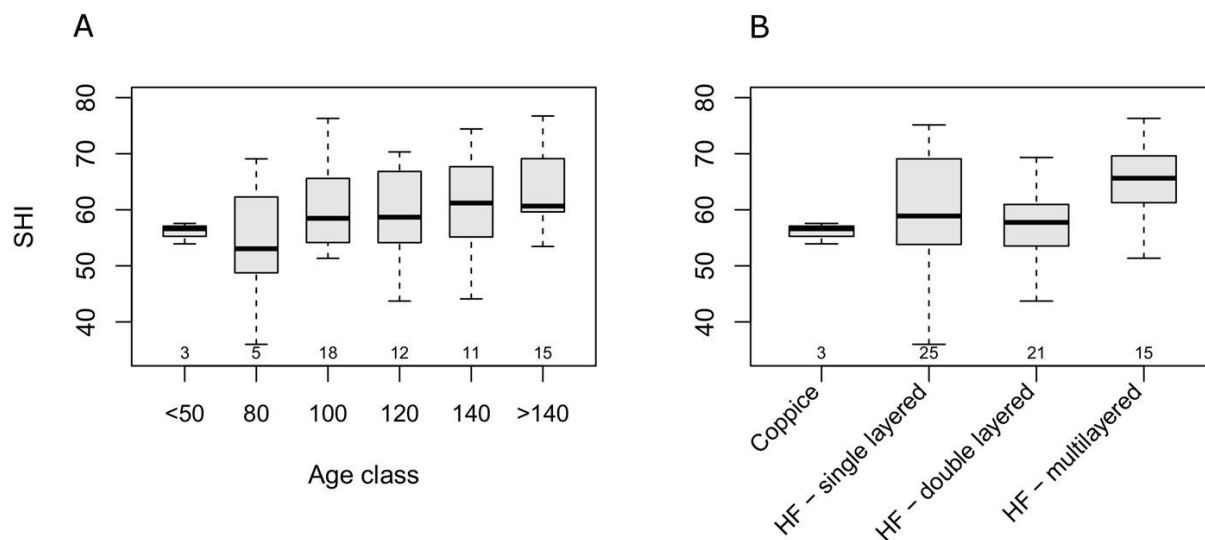 A
B
SHI
80
70
60
50
40
3 5 18 12 11 15
<50 80 100 120 140 >140
Age class
80
70
60
50
40
3 25 21 15
Coppice
HF − single layered
HF − double layered
HF − multilayered